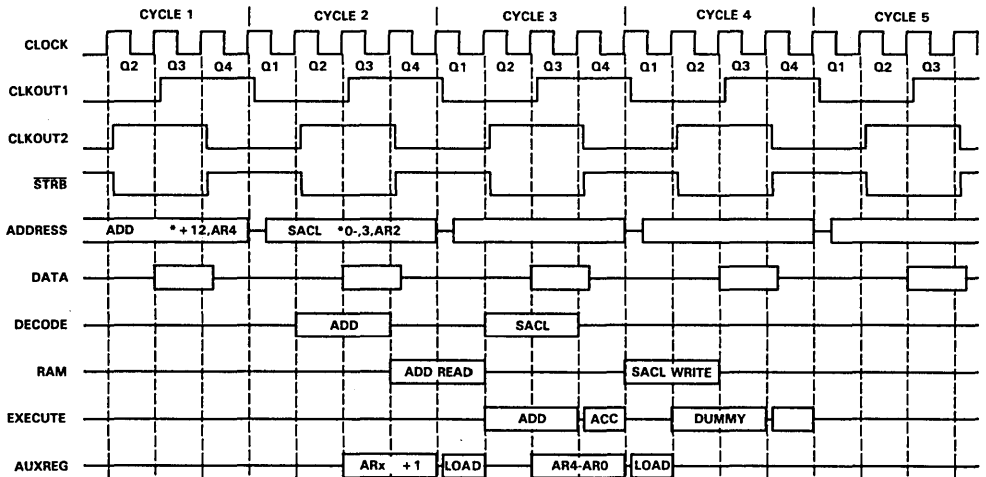 CYCLE 1 CYCLE 2 CYCLE 3 CYCLE 4 CYCLE 5
CLOCK
Q2 Q3 Q4 Q1 Q2 Q3 Q4 Q1 Q2 Q3 Q4 Q1 Q2 Q3 Q4 Q1 Q2 Q3
CLKOUT1
CLKOUT2
STRB
ADDRESS ADD *+12,AR4 SACL *0-,3,AR2
DATA
DECODE ADD SACL
RAM ADD READ SACL WRITE
EXECUTE ADD ACC DUMMY
AUXREG ARx +1 LOAD AR4-AR0 LOAD